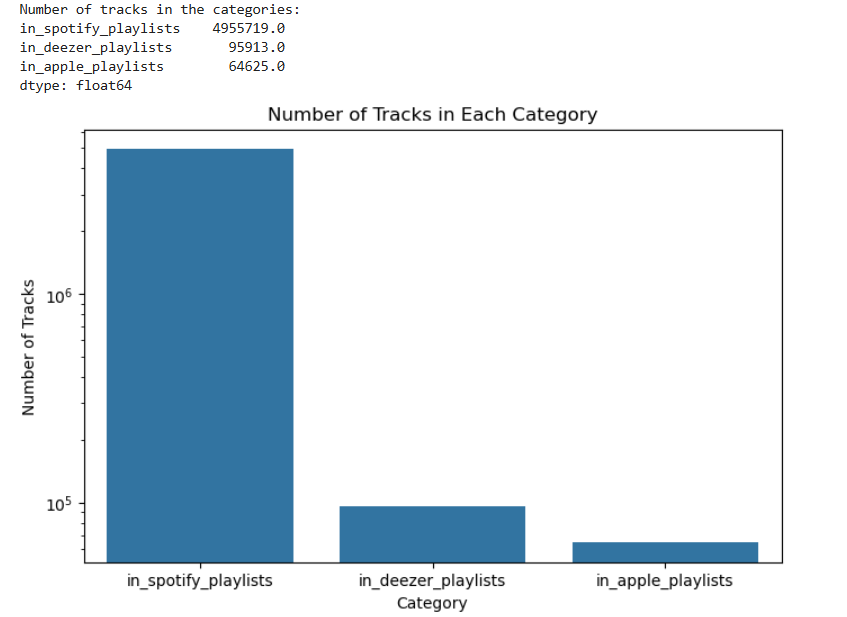 Number of tracks in the categories:
in_spotify_playlists    4955719.0
in_deezer_playlists       95913.0
in_apple_playlists        64625.0
dtype: float64
Number of Tracks in Each Category
Number of Tracks
10⁶
10⁵
in_spotify_playlists in_deezer_playlists in_apple_playlists
Category